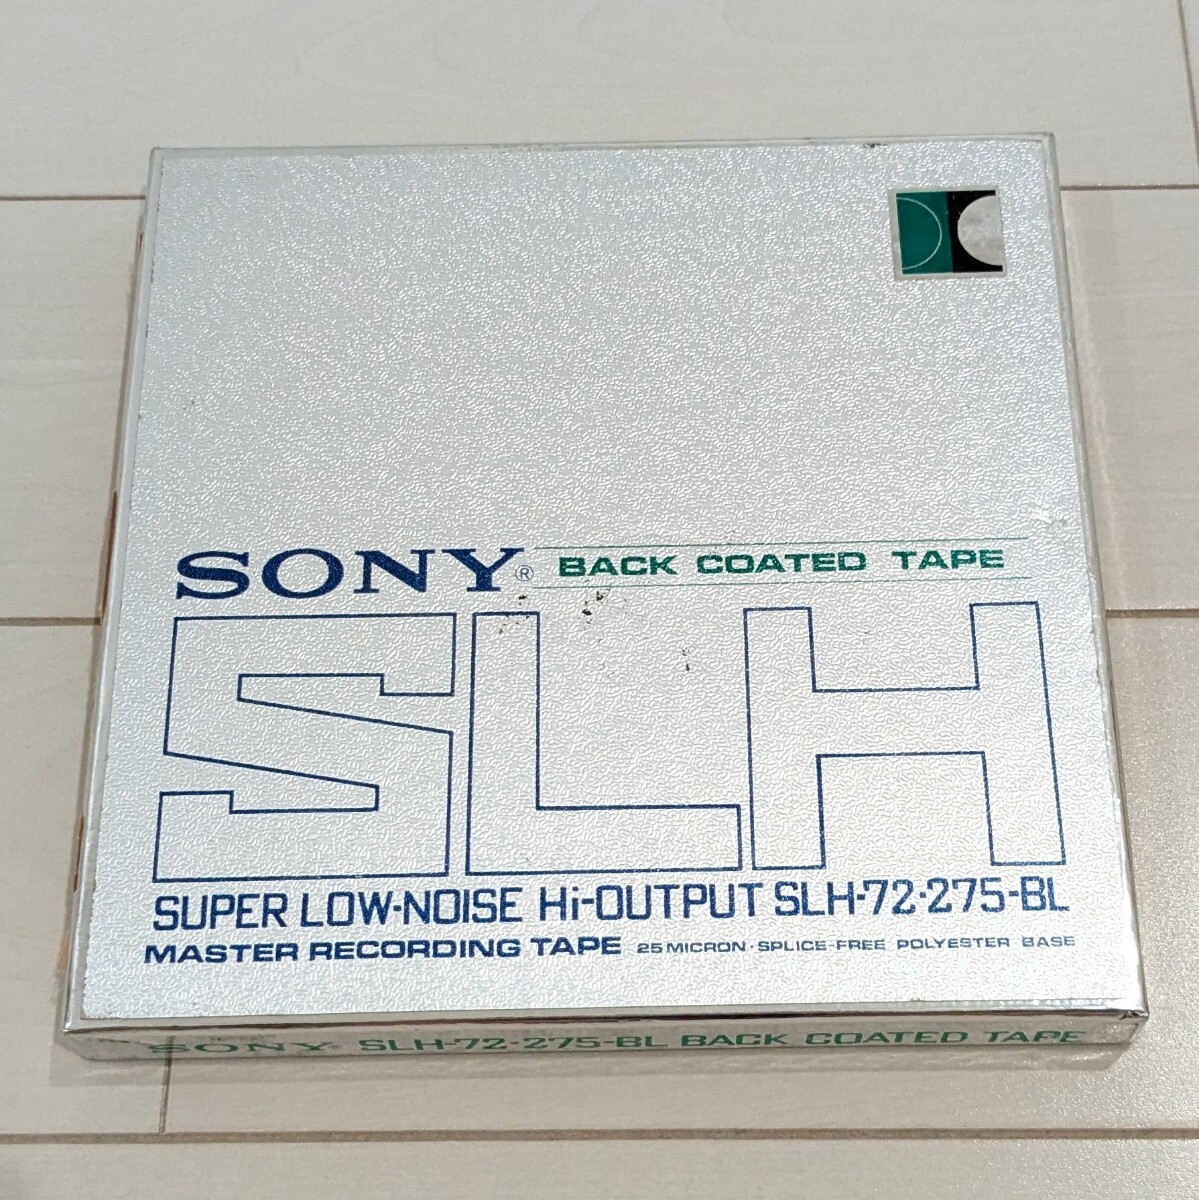 SONY® BACK COATED TAPE
SLH
SUPER LOW-NOISE Hi-OUTPUT SLH-72-275-BL
MASTER RECORDING TAPE 25 MICRON · SPLICE-FREE POLYESTER BASE
SONY® SLH-72-275-BL BACK COATED TAPE